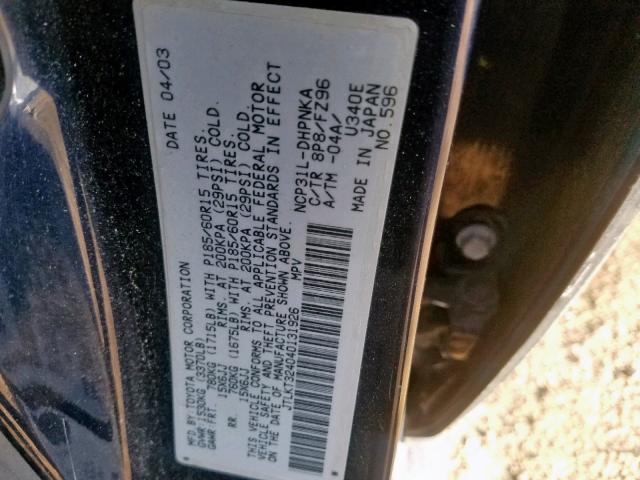 MFD BY: TOYOTA MOTOR CORPORATION DATE 04/03
GVWR 1530KG (3370LB)
GAWR FRT. 780KG (1715LB) WITH P185/60R15 TIRES.
15X6JJ RIMS. AT 200KPA (29PSI) COLD.
RR. 760KG (1675LB) WITH P185/60R15 TIRES.
15X6JJ RIMS. AT 200KPA (29PSI) COLD.
THIS VEHICLE CONFORMS TO ALL APPLICABLE FEDERAL MOTOR
VEHICLE SAFETY AND THEFT PREVENTION STANDARDS IN EFFECT
ON THE DATE OF MANUFACTURE SHOWN ABOVE.
JTLKT324040131926 MPV
NCP31L-DHPNKA
C/TR 8P8/FZ96
A/TM -04A/ U340E
MADE IN JAPAN
NO. 596